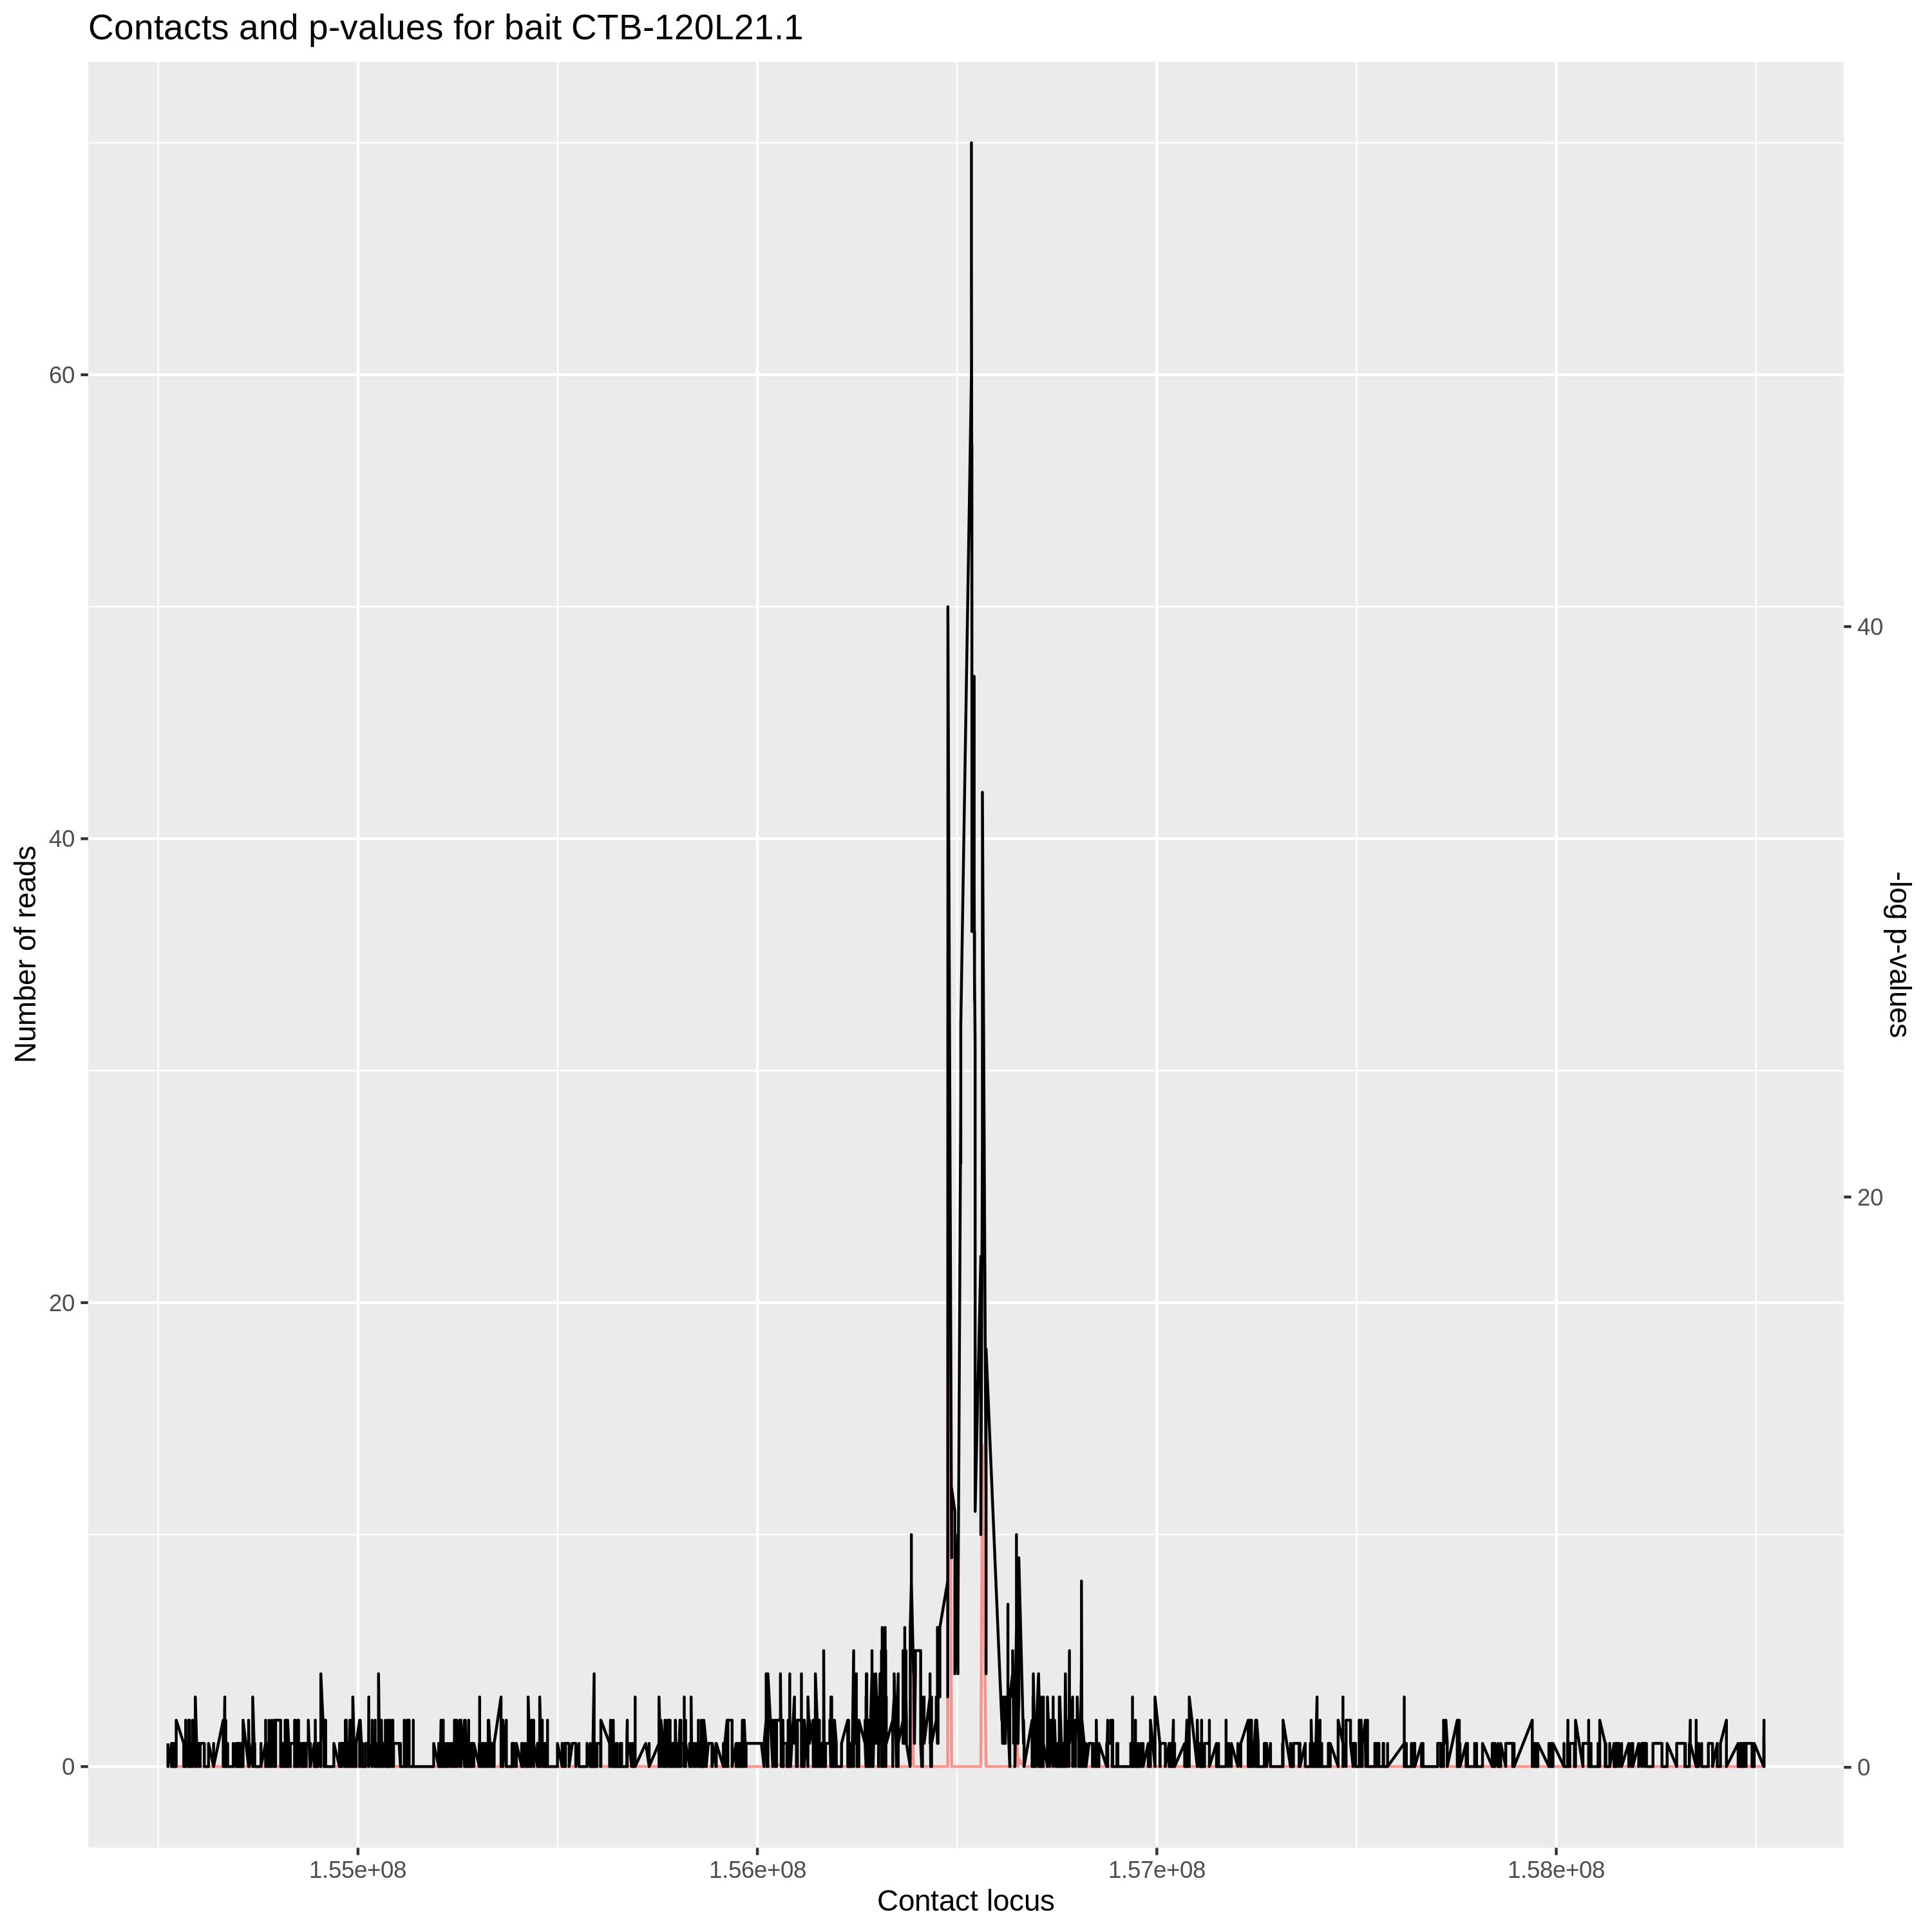 Contacts and p-values for bait CTB-120L21.1
Number of reads
60
40
20
0
-log p-values
40
20
0
1.55e+08
1.56e+08
1.57e+08
1.58e+08
Contact locus